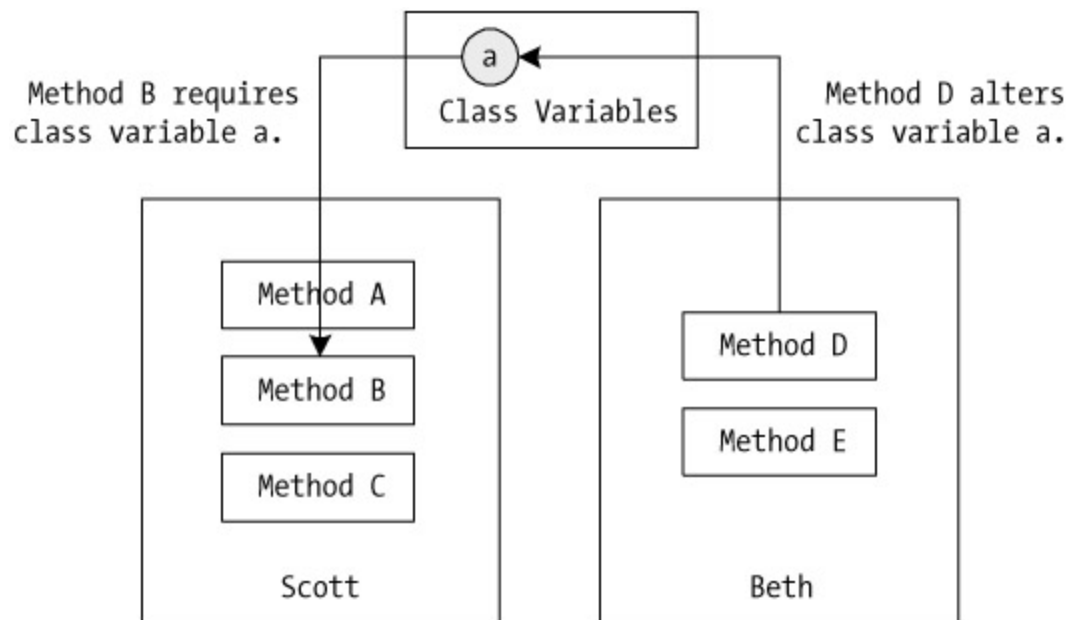 a
Class Variables
Method B requires
class variable a.
Method D alters
class variable a.
Method A
Method B
Method C
Scott
Method D
Method E
Beth